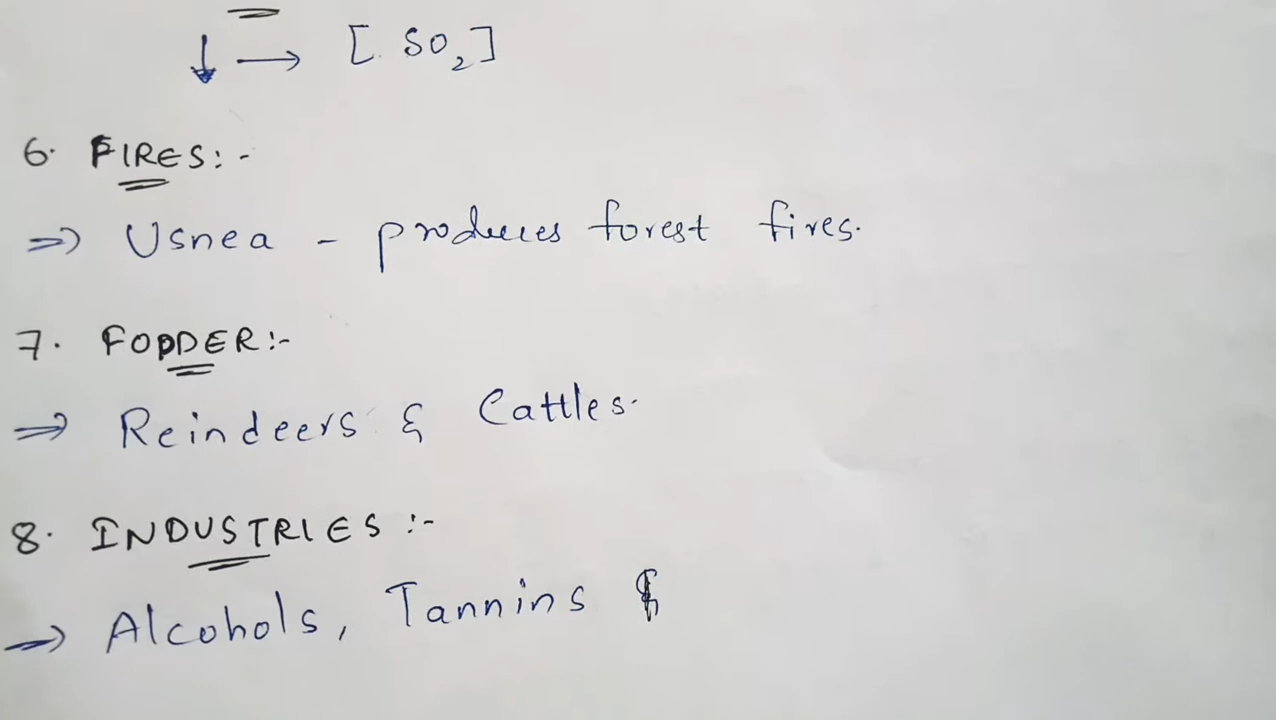 ↓ → [ SO₂]
6. FIRES:-
⇒ Usnea - produces forest fires.
7. FODDER:-
⇒ Reindeers & Cattles.
8. INDUSTRIES:-
⇒ Alcohols, Tannins &